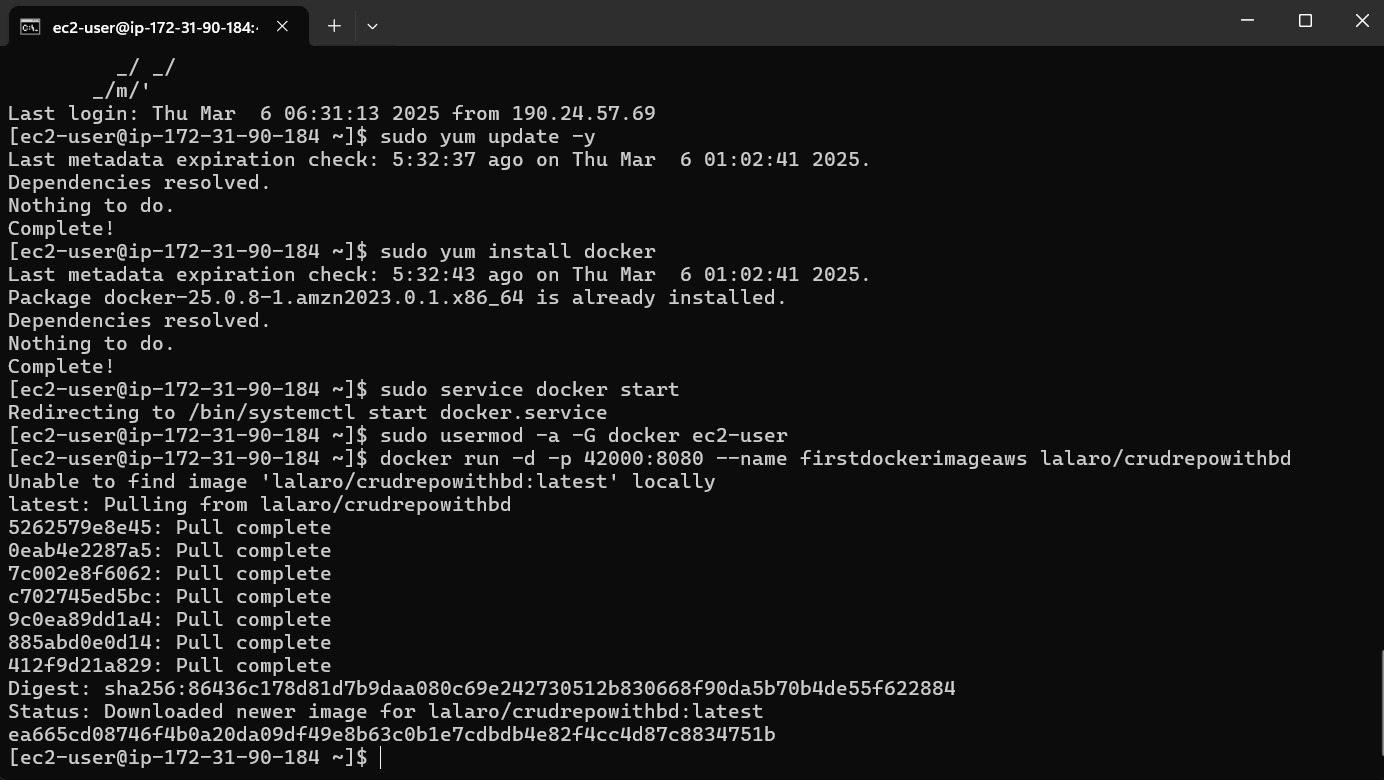 ec2-user@ip-172-31-90-184:~
_/ _/
_/m/'
Last login: Thu Mar  6 06:31:13 2025 from 190.24.57.69
[ec2-user@ip-172-31-90-184 ~]$ sudo yum update -y
Last metadata expiration check: 5:32:37 ago on Thu Mar  6 01:02:41 2025.
Dependencies resolved.
Nothing to do.
Complete!
[ec2-user@ip-172-31-90-184 ~]$ sudo yum install docker
Last metadata expiration check: 5:32:43 ago on Thu Mar  6 01:02:41 2025.
Package docker-25.0.8-1.amzn2023.0.1.x86_64 is already installed.
Dependencies resolved.
Nothing to do.
Complete!
[ec2-user@ip-172-31-90-184 ~]$ sudo service docker start
Redirecting to /bin/systemctl start docker.service
[ec2-user@ip-172-31-90-184 ~]$ sudo usermod -a -G docker ec2-user
[ec2-user@ip-172-31-90-184 ~]$ docker run -d -p 42000:8080 --name firstdockerimageaws lalaro/crudrepowithbd
Unable to find image 'lalaro/crudrepowithbd:latest' locally
latest: Pulling from lalaro/crudrepowithbd
5262579e8e45: Pull complete
0eab4e2287a5: Pull complete
7c002e8f6062: Pull complete
c702745ed5bc: Pull complete
9c0ea89dd1a4: Pull complete
885abd0e0d14: Pull complete
412f9d21a829: Pull complete
Digest: sha256:86436c178d81d7b9daa080c69e242730512b830668f90da5b70b4de55f622884
Status: Downloaded newer image for lalaro/crudrepowithbd:latest
ea665cd08746f4b0a20da09df49e8b63c0b1e7cdbdb4e82f4cc4d87c8834751b
[ec2-user@ip-172-31-90-184 ~]$